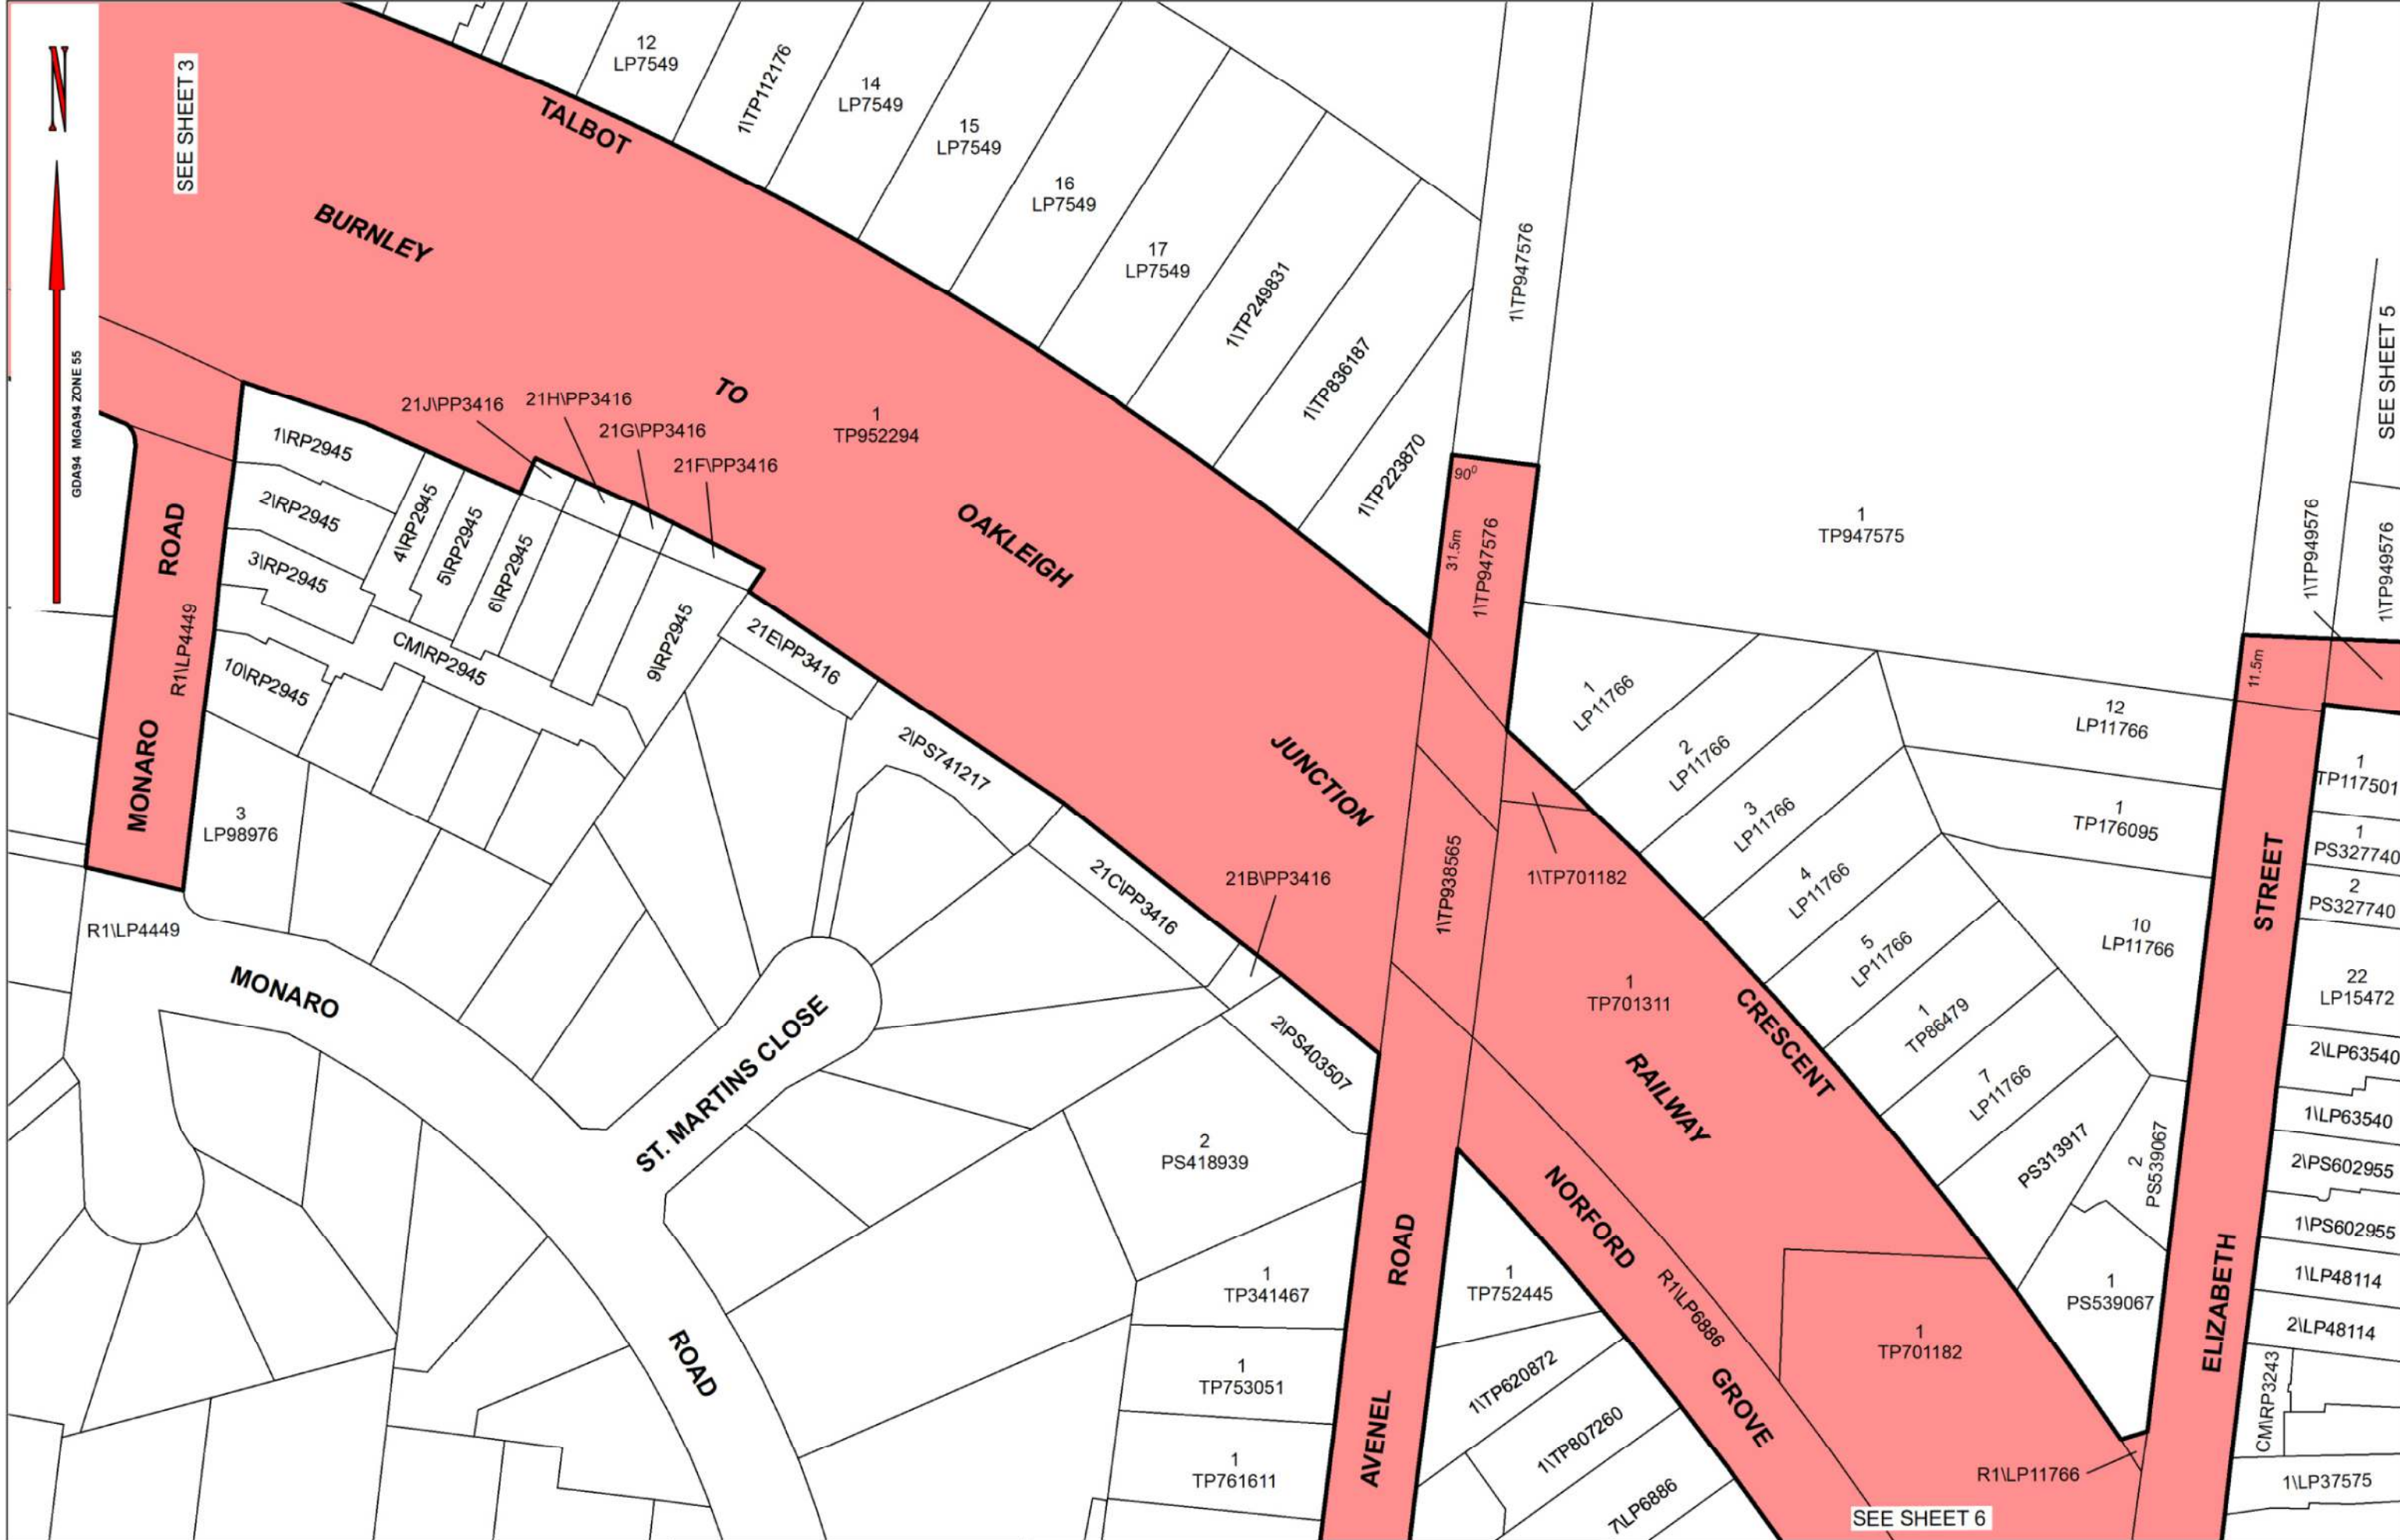 N
GDA94 MGA94 ZONE 55
SEE SHEET 3
12
LP7549
1\TP112176
14
LP7549
15
LP7549
16
LP7549
17
LP7549
1\TP249831
1\TP836187
1\TP223870
1\TP947576
TALBOT
BURNLEY
TO
1
TP952294
OAKLEIGH
JUNCTION
21J\PP3416
21H\PP3416
21G\PP3416
21F\PP3416
1\RP2945
2\RP2945
3\RP2945
4\RP2945
5\RP2945
6\RP2945
9\RP2945
CM\RP2945
10\RP2945
21E\PP3416
2\PS741217
21C\PP3416
21B\PP3416
2\PS403507
ROAD
R1\LP4449
MONARO
3
LP98976
R1\LP4449
MONARO
ROAD
ST. MARTINS CLOSE
90⁰
31.5m
1\TP947576
1
TP947575
1\TP938565
1\TP701182
1
TP701311
CRESCENT
RAILWAY
NORFORD
R1\LP6886
GROVE
1
TP701182
1
LP11766
2
LP11766
3
LP11766
4
LP11766
5
LP11766
1
TP86479
7
LP11766
PS313917
2
PS539067
1
PS539067
12
LP11766
1
TP176095
10
LP11766
SEE SHEET 5
1\TP949576
1\TP949576
11.5m
STREET
ELIZABETH
1
TP117501
1
PS327740
2
PS327740
22
LP15472
2\LP63540
1\LP63540
2\PS602955
1\PS602955
1\LP48114
2\LP48114
CM\RP3243
1\LP37575
R1\LP11766
SEE SHEET 6
2
PS418939
1
TP341467
1
TP753051
1
TP761611
ROAD
AVENEL
1
TP752445
1\TP620872
1\TP807260
7\LP6886